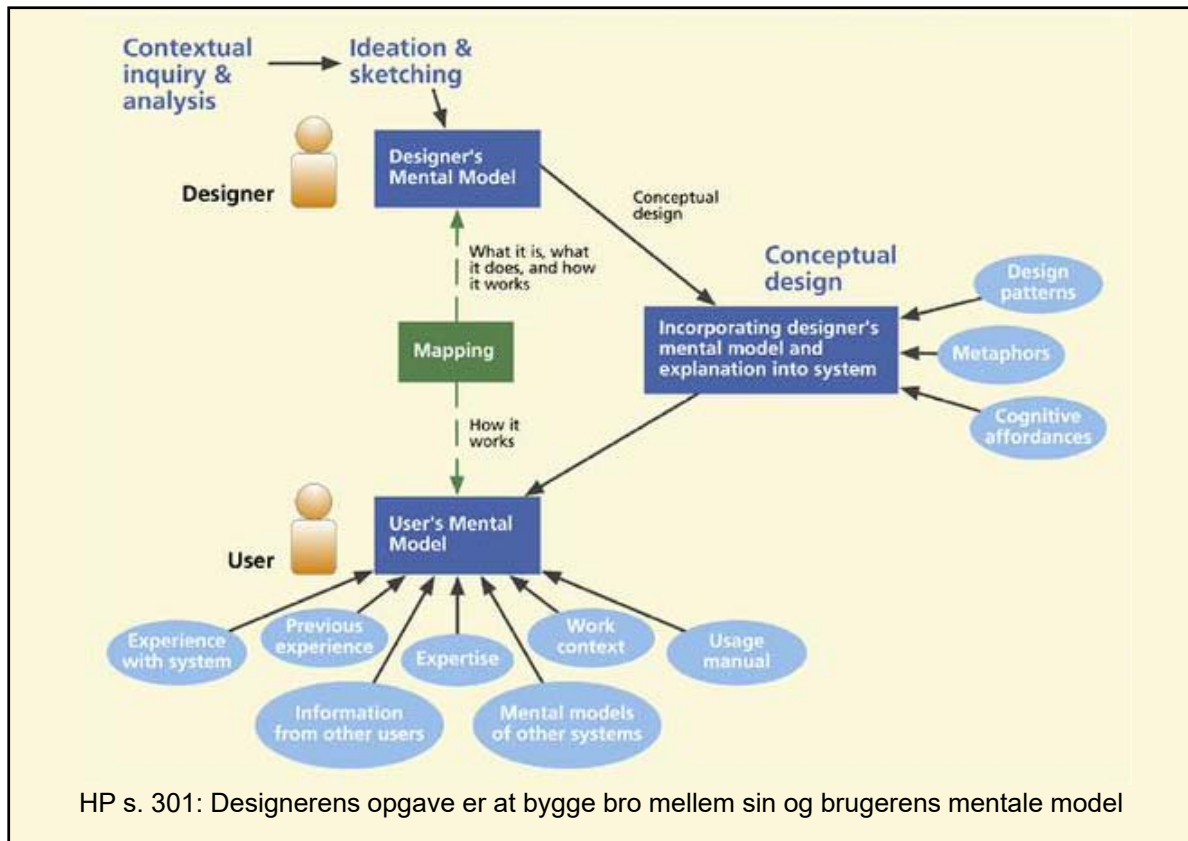 Contextual
inquiry &
analysis
Ideation &
sketching
Designer
Designer's
Mental Model
Conceptual
design
What it is, what
it does, and how
it works
Conceptual
design
Design
patterns
Mapping
Incorporating designer's
mental model and
explanation into system
Metaphors
Cognitive
affordances
How it
works
User
User's Mental
Model
Experience
with system
Previous
experience
Expertise
Work
context
Usage
manual
Information
from other users
Mental models
of other systems
HP s. 301: Designerens opgave er at bygge bro mellem sin og brugerens mentale model